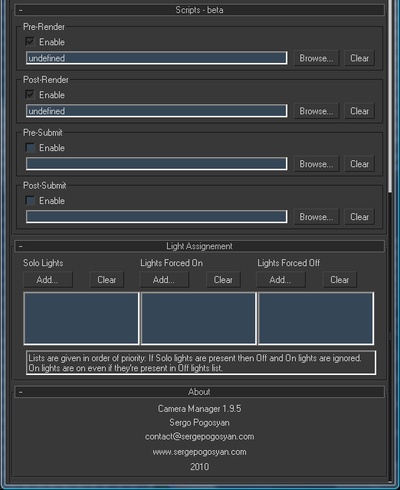 Scripts - beta
Pre-Render
Enable
undefined
Browse... Clear
Post-Render
Enable
undefined
Browse... Clear
Pre-Submit
Enable
Browse... Clear
Post-Submit
Enable
Browse... Clear
Light Assignement
Solo Lights Lights Forced On Lights Forced Off
Add... Clear Add... Clear Add... Clear
Lists are given in order of priority: If Solo lights are present then Off and On lights are ignored.
On lights are on even if they're present in Off lights list.
About
Camera Manager 1.9.5
Sergo Pogosyan
contact@sergepogosyan.com
www.sergepogosyan.com
2010